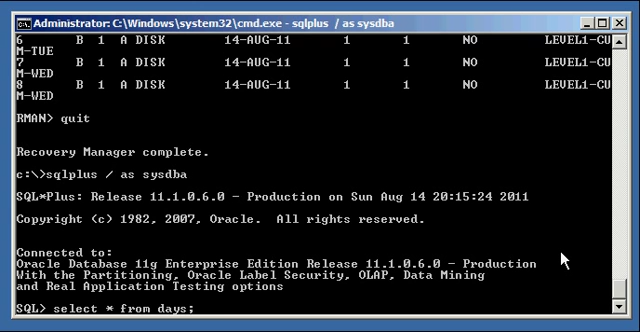 Administrator: C:\Windows\system32\cmd.exe - sqlplus / as sysdba
6 B 1 A DISK 14-AUG-11 1 1 NO LEVEL1-CU
M-TUE
7 B 1 A DISK 14-AUG-11 1 1 NO LEVEL1-CU
M-WED
8 B 1 A DISK 14-AUG-11 1 1 NO LEVEL1-CU
M-WED
RMAN> quit
Recovery Manager complete.
c:\>sqlplus / as sysdba
SQL*Plus: Release 11.1.0.6.0 - Production on Sun Aug 14 20:15:24 2011
Copyright (c) 1982, 2007, Oracle. All rights reserved.
Connected to:
Oracle Database 11g Enterprise Edition Release 11.1.0.6.0 - Production
With the Partitioning, Oracle Label Security, OLAP, Data Mining
and Real Application Testing options
SQL> select * from days;